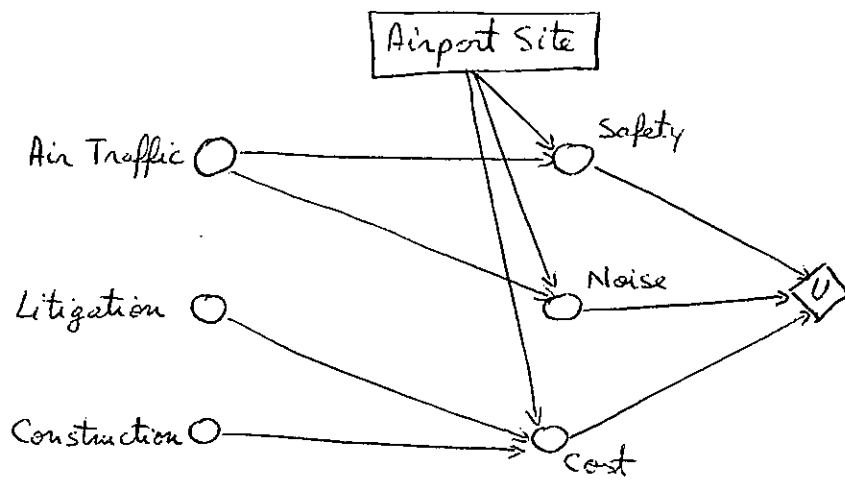 Airport Site
Air Traffic
Safety
Litigation
Noise
U
Construction
Cost